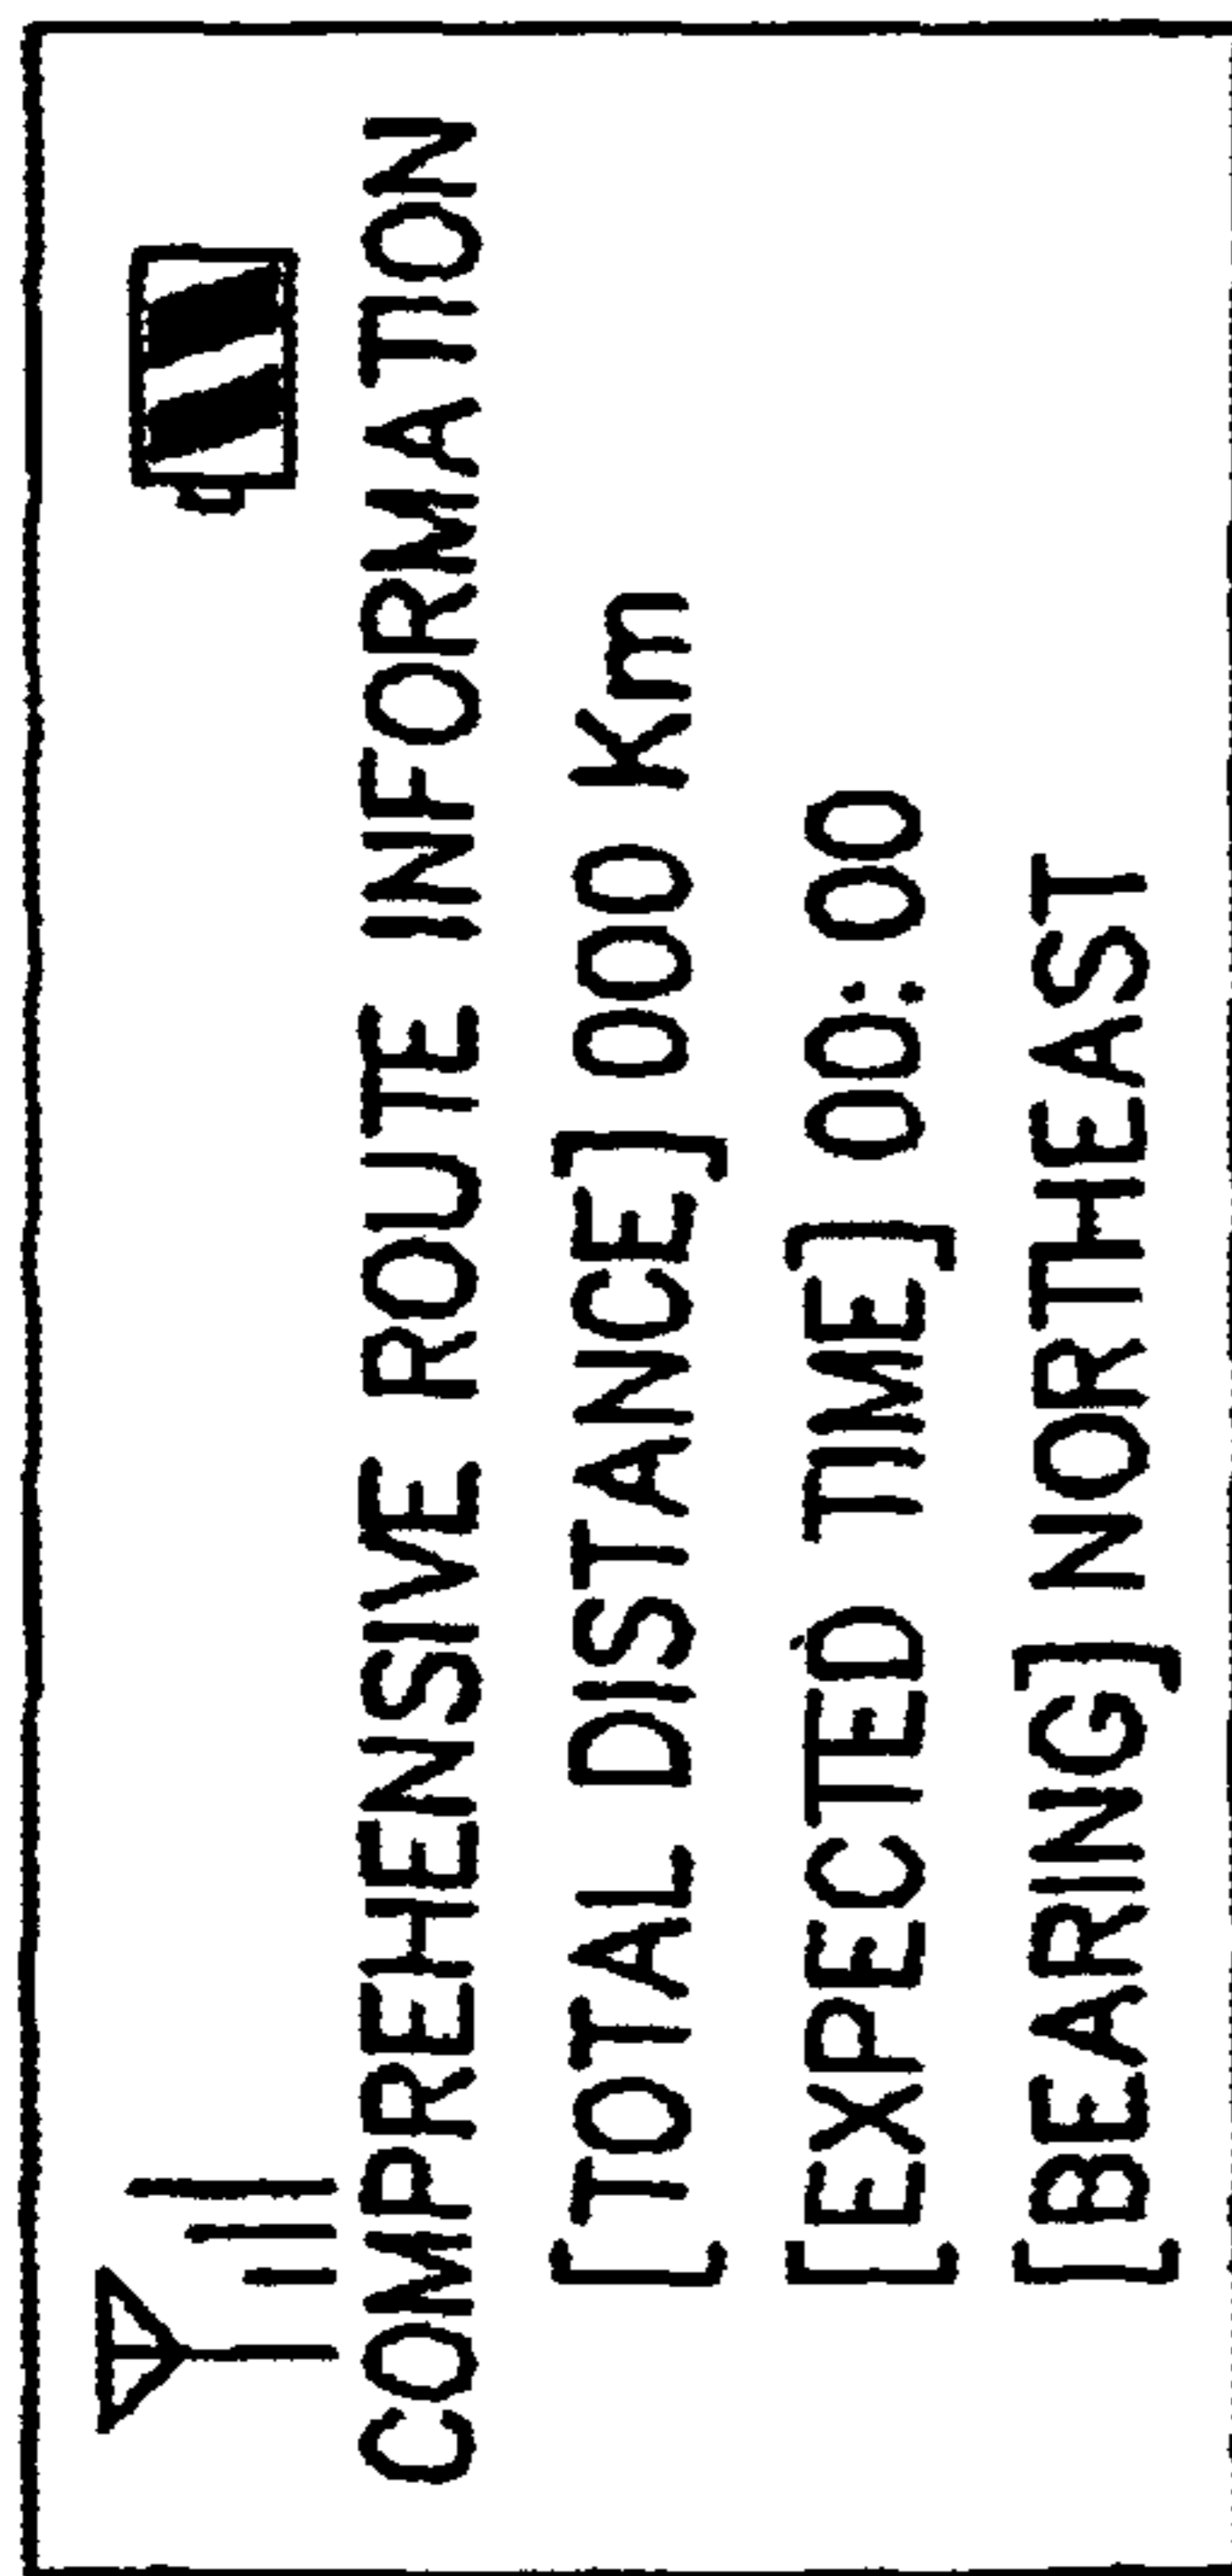 COMPREHENSIVE ROUTE INFORMATION
[TOTAL DISTANCE] 000 Km
[EXPECTED TIME] 00:00
[BEARING] NORTHEAST